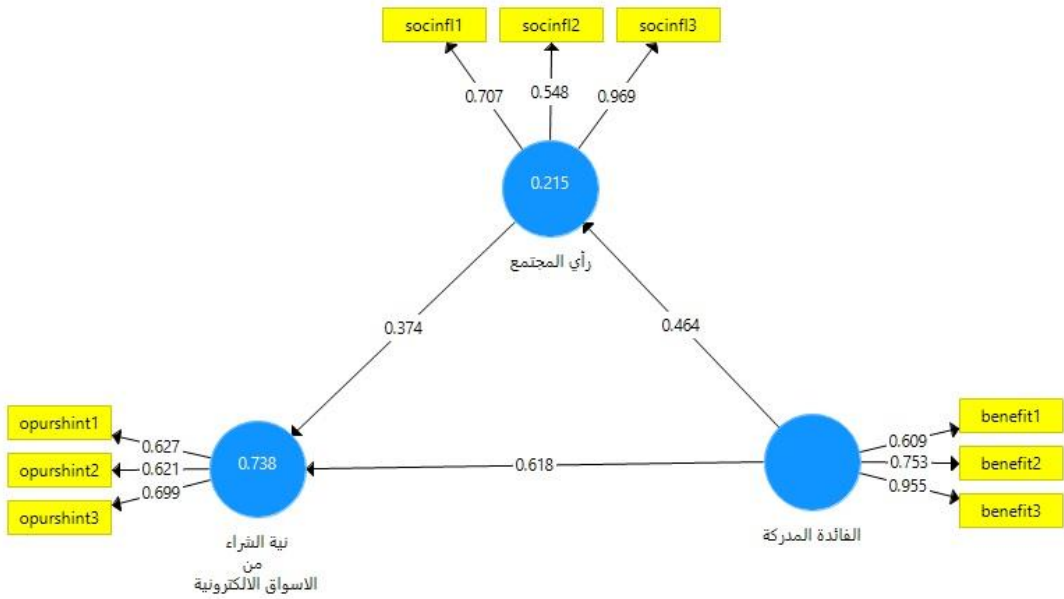 socinfl1
socinfl2
socinfl3
0.707
0.548
0.969
0.215
رأي المجتمع
0.374
0.464
opurshint1
opurshint2
opurshint3
0.627
0.621
0.699
0.738
نية الشراء
من
الاسواق الالكترونية
0.618
الفائدة المدركة
0.609
0.753
0.955
benefit1
benefit2
benefit3